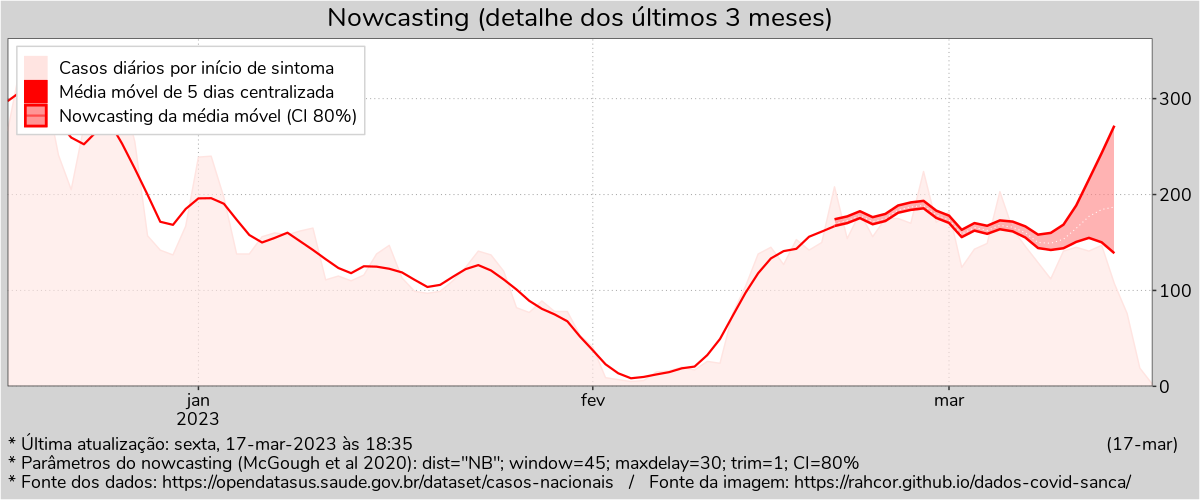 Nowcasting (detalhe dos últimos 3 meses)
Casos diários por início de sintoma
Média móvel de 5 dias centralizada
Nowcasting da média móvel (CI 80%)
300
200
100
0
jan
2023
fev
mar
* Última atualização: sexta, 17-mar-2023 às 18:35
(17-mar)
* Parâmetros do nowcasting (McGough et al 2020): dist="NB"; window=45; maxdelay=30; trim=1; CI=80%
* Fonte dos dados: https://opendatasus.saude.gov.br/dataset/casos-nacionais / Fonte da imagem: https://rahcor.github.io/dados-covid-sanca/